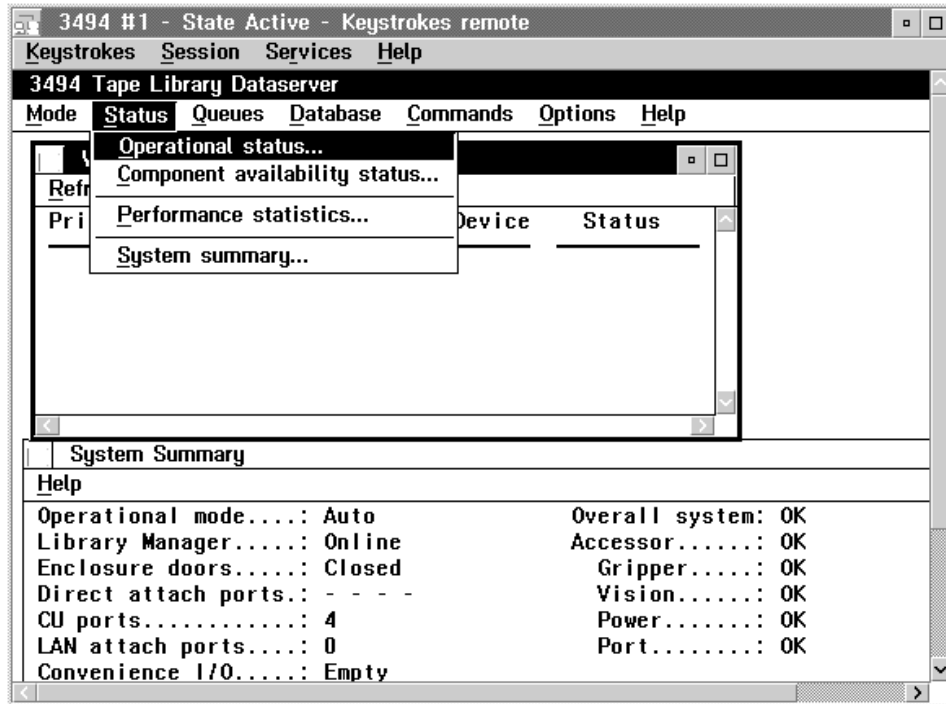 3494 #1 - State Active - Keystrokes remote
Keystrokes Session Services Help
3494 Tape Library Dataserver
Mode Status Queues Database Commands Options Help
Operational status...
Component availability status...
Refr
Performance statistics...
Pri Device Status
System summary...
System Summary
Help
Operational mode....: Auto Overall system: OK
Library Manager.....: Online Accessor......: OK
Enclosure doors.....: Closed Gripper.....: OK
Direct attach ports.: - - - - Vision......: OK
CU ports............: 4 Power.......: OK
LAN attach ports....: 0 Port........: OK
Convenience I/O.....: Empty